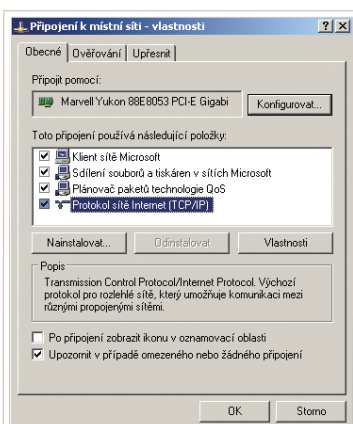 Připojení k místní síti - vlastnosti
Obecné Ověřování Upřesnit
Připojit pomocí:
Marvell Yukon 88E8053 PCI-E Gigabi Konfigurovat...
Toto připojení používá následující položky:
Klient sítě Microsoft
Sdílení souborů a tiskáren v sítích Microsoft
Plánovač paketů technologie QoS
Protokol sítě Internet (TCP/IP)
Nainstalovat... Odinstalovat Vlastnosti
Popis
Transmission Control Protocol/Internet Protocol. Výchozí
protokol pro rozlehlé sítě, který umožňuje komunikaci mezi
různými propojenými sítěmi.
Po připojení zobrazit ikonu v oznamovací oblasti
Upozornit v případě omezeného nebo žádného připojení
OK Storno